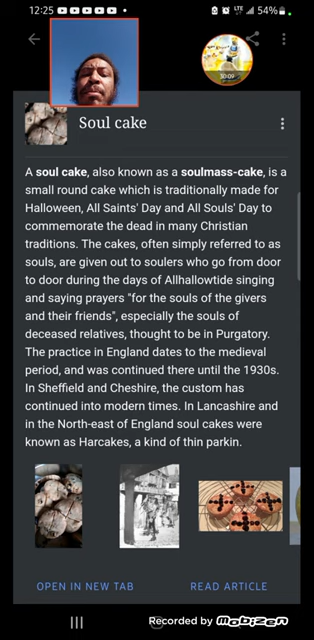 12:25
LTE
54%
30:09
Soul cake
A soul cake, also known as a soulmass-cake, is a
small round cake which is traditionally made for
Halloween, All Saints' Day and All Souls' Day to
commemorate the dead in many Christian
traditions. The cakes, often simply referred to as
souls, are given out to soulers who go from door
to door during the days of Allhallowtide singing
and saying prayers "for the souls of the givers
and their friends", especially the souls of
deceased relatives, thought to be in Purgatory.
The practice in England dates to the medieval
period, and was continued there until the 1930s.
In Sheffield and Cheshire, the custom has
continued into modern times. In Lancashire and
in the North-east of England soul cakes were
known as Harcakes, a kind of thin parkin.
OPEN IN NEW TAB READ ARTICLE
Recorded by mobizen